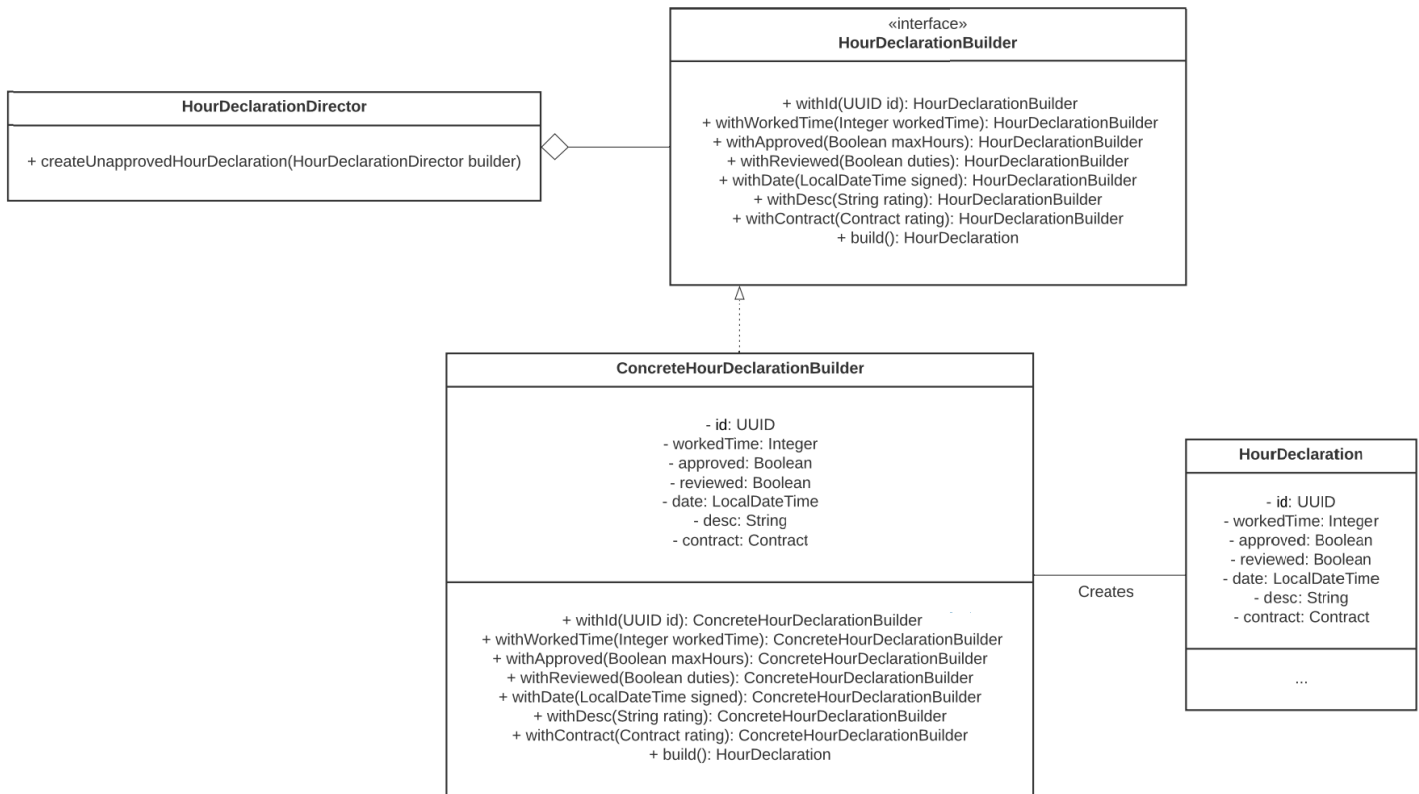 «interface»
HourDeclarationBuilder
+ withId(UUID id): HourDeclarationBuilder
+ withWorkedTime(Integer workedTime): HourDeclarationBuilder
+ withApproved(Boolean maxHours): HourDeclarationBuilder
+ withReviewed(Boolean duties): HourDeclarationBuilder
+ withDate(LocalDateTime signed): HourDeclarationBuilder
+ withDesc(String rating): HourDeclarationBuilder
+ withContract(Contract rating): HourDeclarationBuilder
+ build(): HourDeclaration
HourDeclarationDirector
+ createUnapprovedHourDeclaration(HourDeclarationDirector builder)
ConcreteHourDeclarationBuilder
- id: UUID
- workedTime: Integer
- approved: Boolean
- reviewed: Boolean
- date: LocalDateTime
- desc: String
- contract: Contract
+ withId(UUID id): ConcreteHourDeclarationBuilder
+ withWorkedTime(Integer workedTime): ConcreteHourDeclarationBuilder
+ withApproved(Boolean maxHours): ConcreteHourDeclarationBuilder
+ withReviewed(Boolean duties): ConcreteHourDeclarationBuilder
+ withDate(LocalDateTime signed): ConcreteHourDeclarationBuilder
+ withDesc(String rating): ConcreteHourDeclarationBuilder
+ withContract(Contract rating): ConcreteHourDeclarationBuilder
+ build(): HourDeclaration
Creates
HourDeclaration
- id: UUID
- workedTime: Integer
- approved: Boolean
- reviewed: Boolean
- date: LocalDateTime
- desc: String
- contract: Contract
...